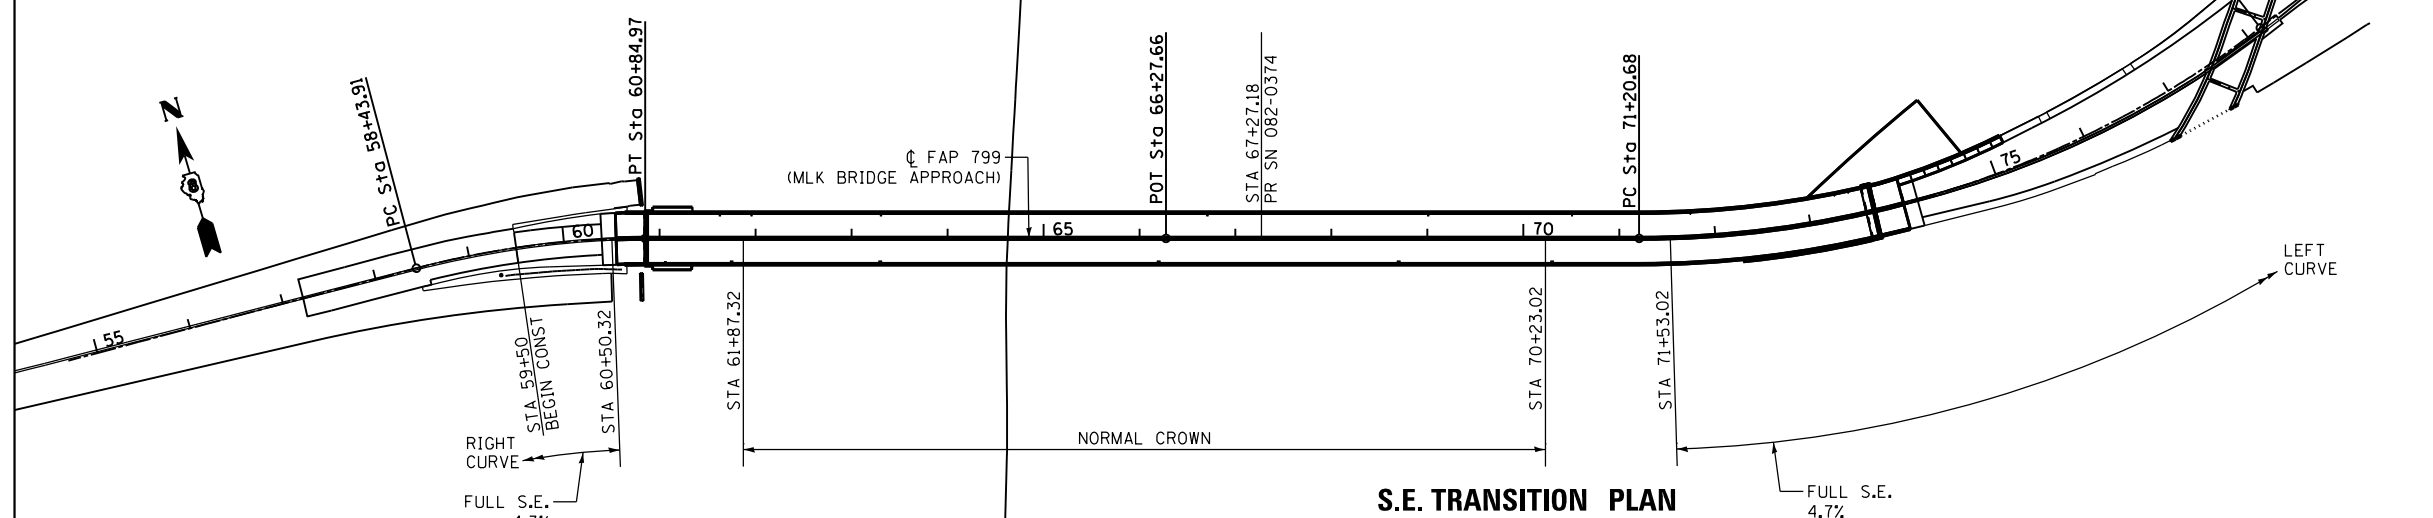 N
8
PC Sta 58+43.91
PT Sta 60+84.97
POT Sta 66+27.66
STA 67+27.18
PR SN 082-0374
PC Sta 71+20.68
℄ FAP 799
(MLK BRIDGE APPROACH)
55
60
65
70
75
STA 59+50
BEGIN CONST
STA 60+50.32
STA 61+87.32
STA 70+23.02
STA 71+53.02
LEFT
CURVE
RIGHT
CURVE
NORMAL CROWN
FULL S.E.
4.7%
S.E. TRANSITION PLAN
FULL S.E.
4.7%